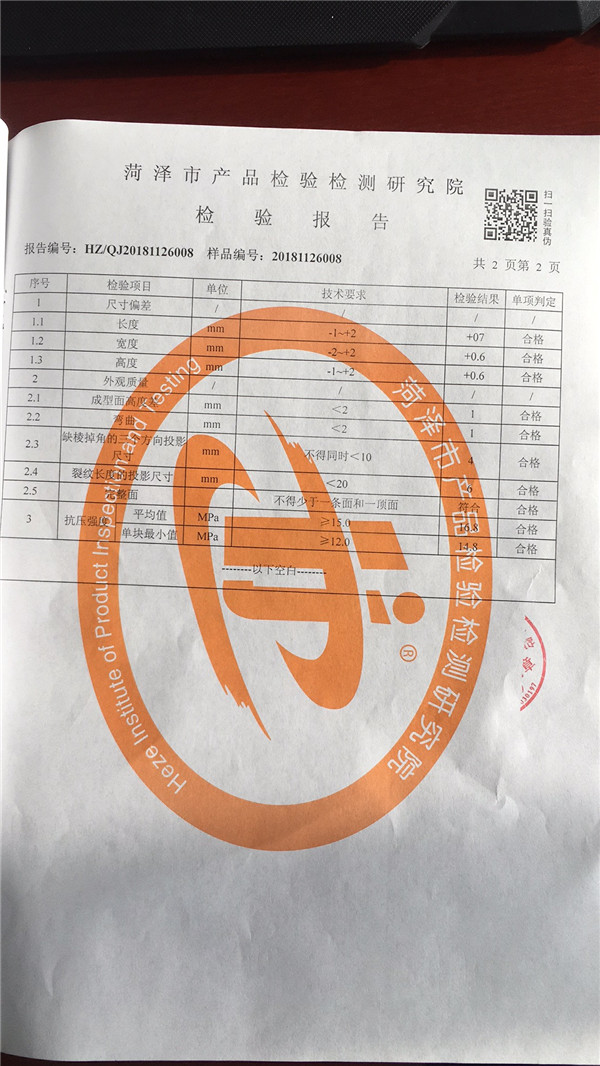 菏泽市产品检验检测研究院
检验报告
扫一扫验真伪
报告编号：HZ/QJ20181126008 样品编号：20181126008
共 2 页第 2 页
序号 检验项目 单位 技术要求 检验结果 单项判定
1 尺寸偏差 / / / /
1.1 长度 mm -1~+2 +07 合格
1.2 宽度 mm -2~+2 +0.6 合格
1.3 高度 mm -1~+2 +0.6 合格
2 外观质量 / / / /
2.1 成型面高度差 mm <2 1 合格
2.2 弯曲 mm <2 1 合格
2.3 缺棱掉角的三个方向投影尺寸 mm 不得同时<10 4 合格
2.4 裂纹长度的投影尺寸 mm <20 6 合格
2.5 完整面 不得少于一条面和一顶面 符合 合格
3 抗压强度 平均值 MPa ≥15.0 16.8 合格
单块最小值 MPa ≥12.0 14.8 合格
--------以下空白-------
Heze Institute of Product Inspection and Testing
菏泽市产品检验检测研究院
®